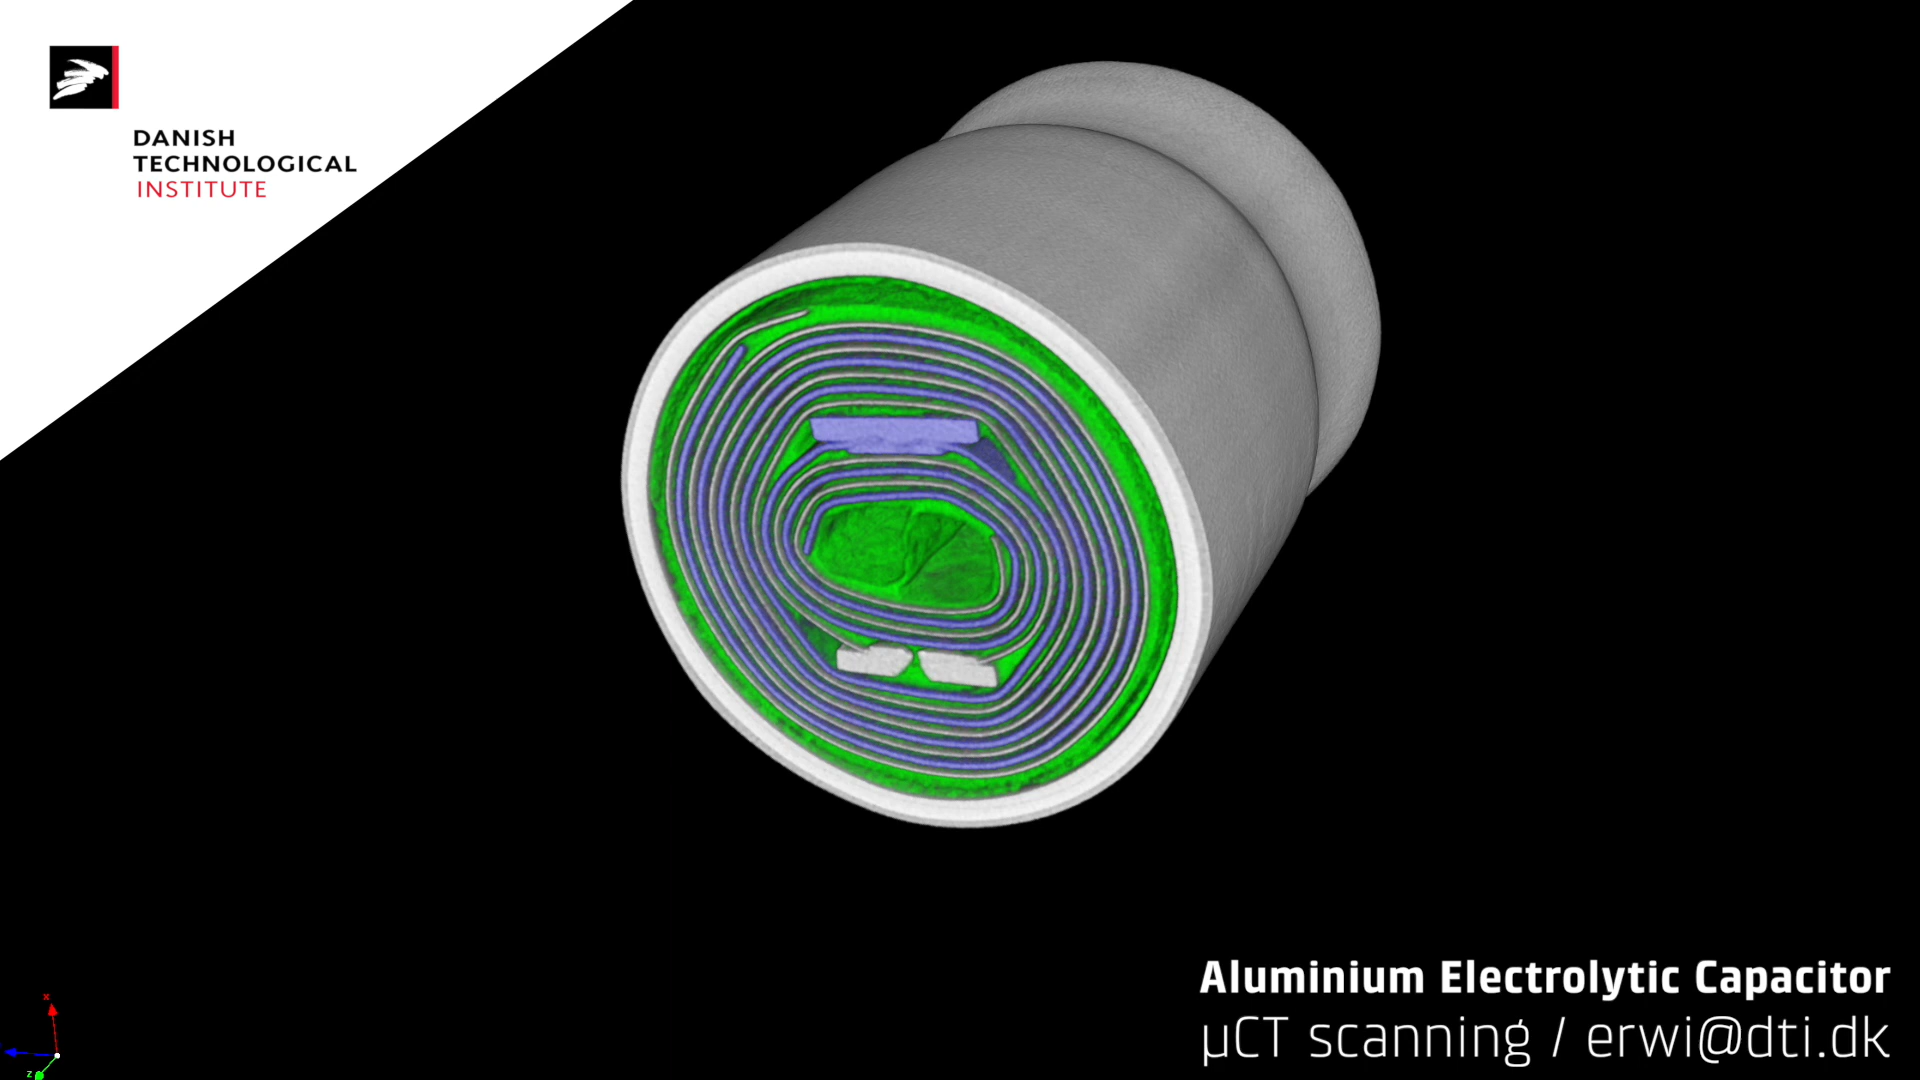 DANISH
TECHNOLOGICAL
INSTITUTE
Aluminium Electrolytic Capacitor
µCT scanning / erwi@dti.dk
x
z